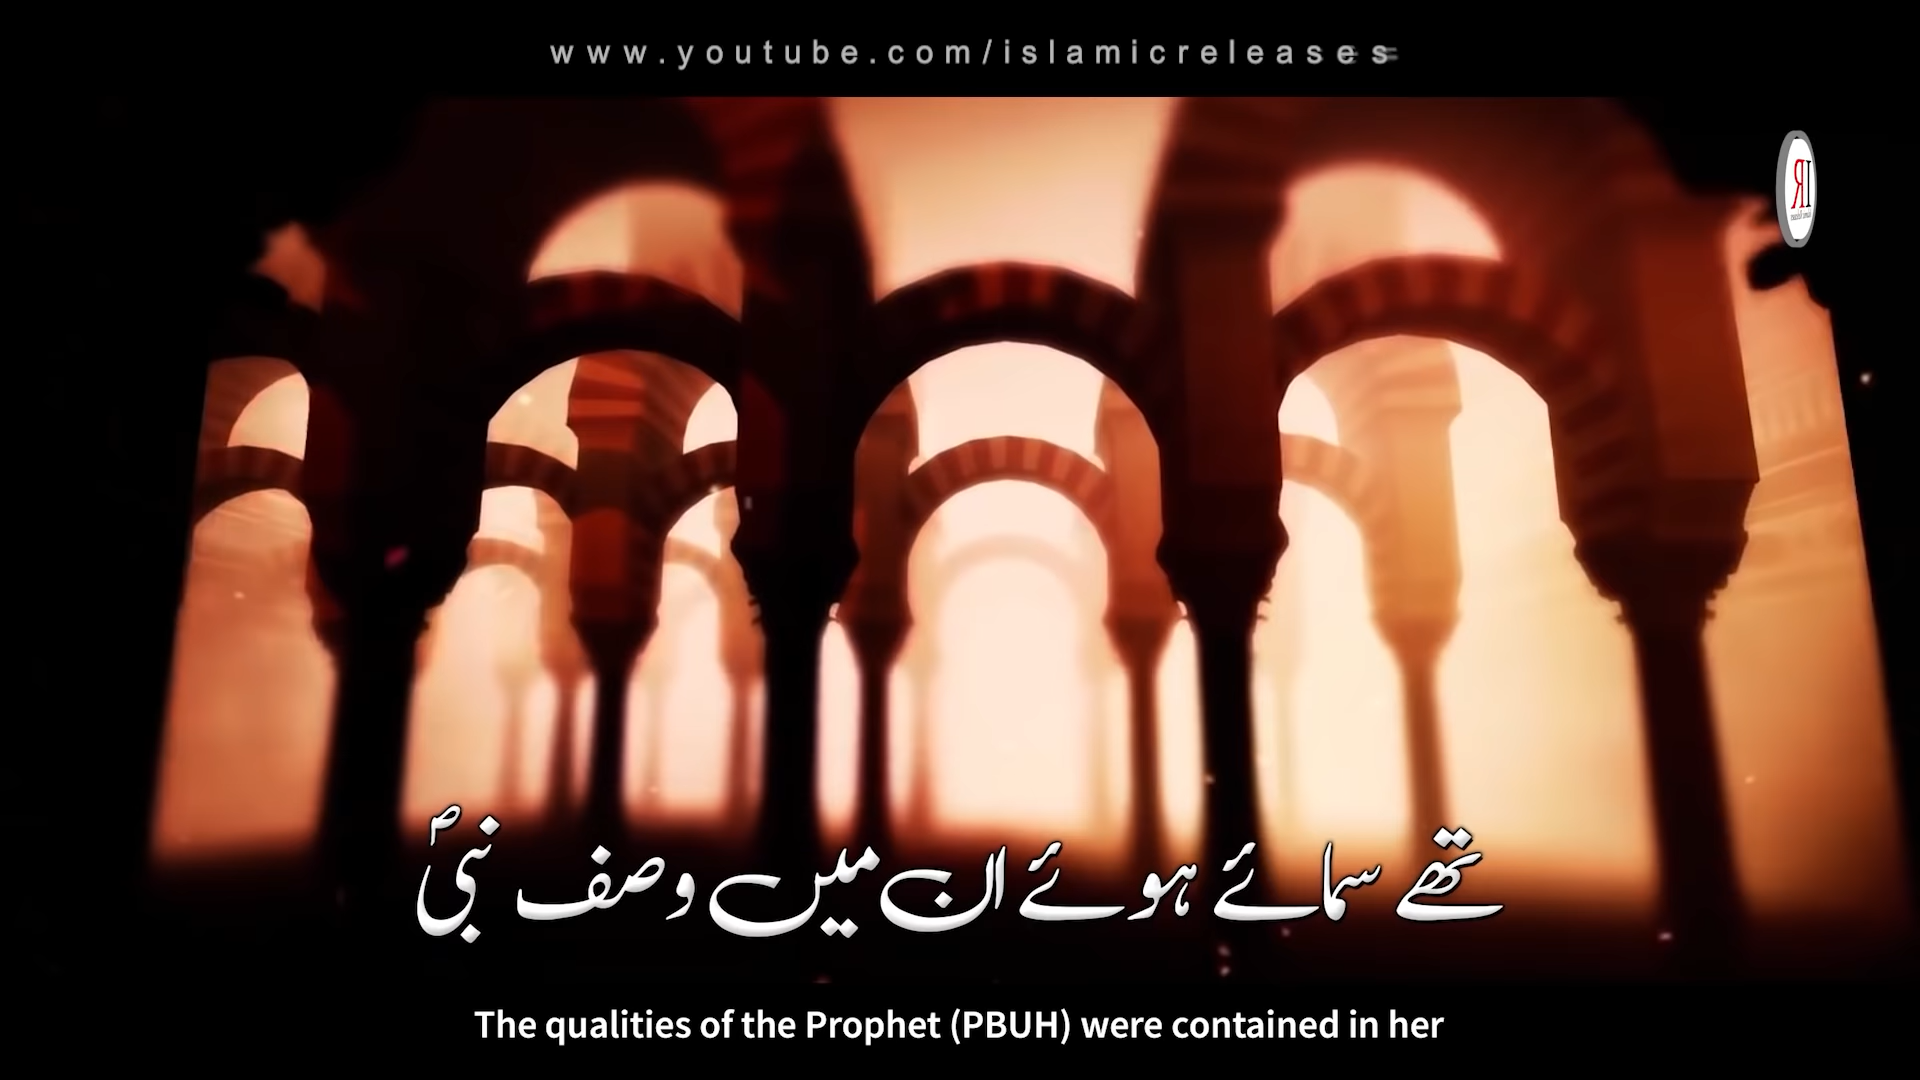 www.youtube.com/islamicreleases
IR
تھے سمائے ہوئے ان میں وصف نبیؐ
The qualities of the Prophet (PBUH) were contained in her